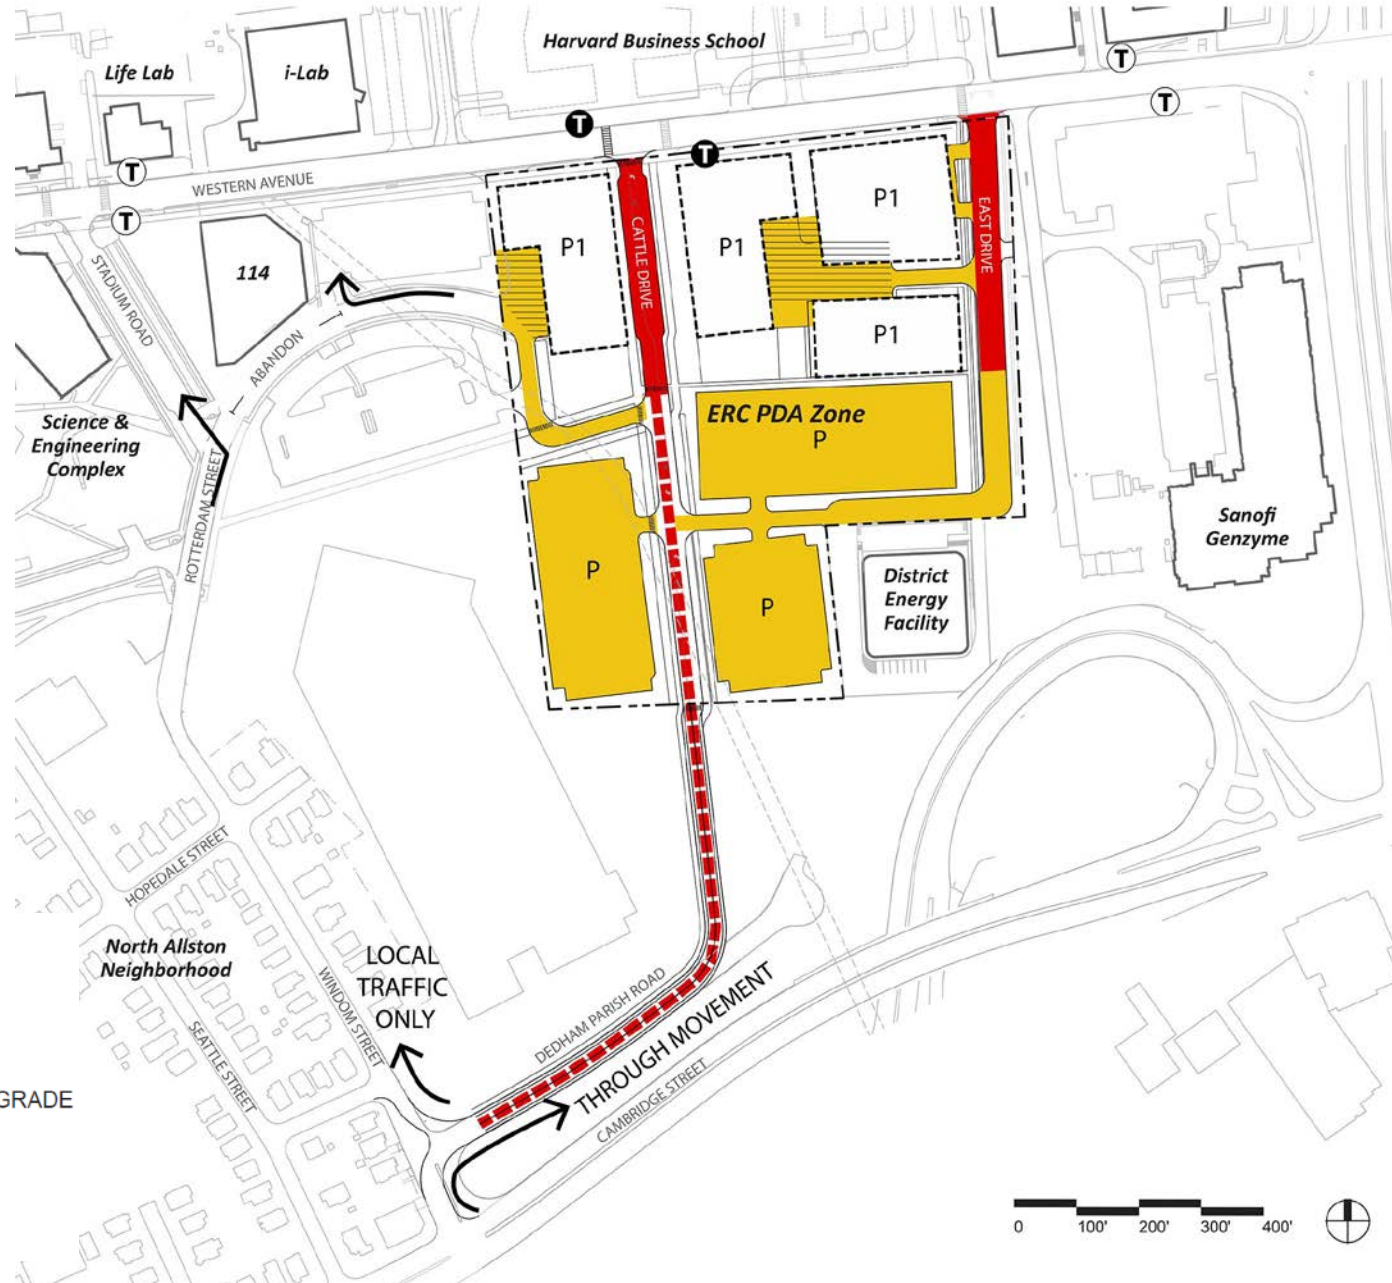 Harvard Business School
Life Lab
i-Lab
T
T
T
T
T
T
WESTERN AVENUE
STADIUM ROAD
114
ABANDON
P1
CATTLE DRIVE
P1
P1
P1
EAST DRIVE
Science &
Engineering
Complex
ROTTERDAM STREET
ERC PDA Zone
P
P
P
District
Energy
Facility
Sanofi
Genzyme
HOPEDALE STREET
North Allston
Neighborhood
WINDOM STREET
SEATTLE STREET
LOCAL
TRAFFIC
ONLY
DEDHAM PARISH ROAD
THROUGH MOVEMENT
CAMBRIDGE STREET
GRADE
0 100' 200' 300' 400'